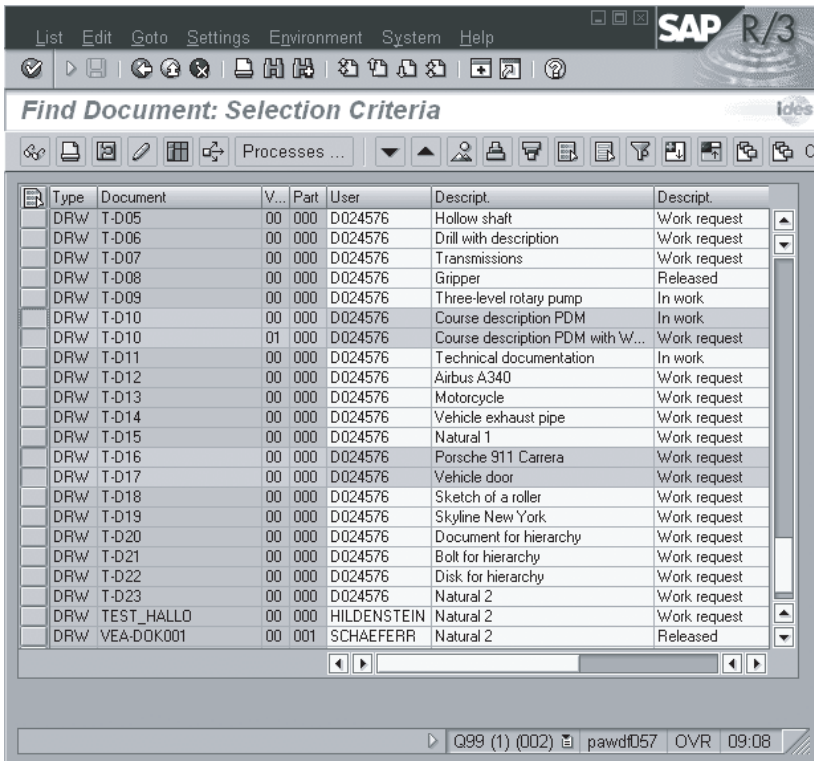 List Edit Goto Settings Environment System Help
SAP R/3
Find Document: Selection Criteria
ides
Processes ...
Type Document V... Part User Descript. Descript.
DRW T-D05 00 000 D024576 Hollow shaft Work request
DRW T-D06 00 000 D024576 Drill with description Work request
DRW T-D07 00 000 D024576 Transmissions Work request
DRW T-D08 00 000 D024576 Gripper Released
DRW T-D09 00 000 D024576 Three-level rotary pump In work
DRW T-D10 00 000 D024576 Course description PDM In work
DRW T-D10 01 000 D024576 Course description PDM with W... Work request
DRW T-D11 00 000 D024576 Technical documentation In work
DRW T-D12 00 000 D024576 Airbus A340 Work request
DRW T-D13 00 000 D024576 Motorcycle Work request
DRW T-D14 00 000 D024576 Vehicle exhaust pipe Work request
DRW T-D15 00 000 D024576 Natural 1 Work request
DRW T-D16 00 000 D024576 Porsche 911 Carrera Work request
DRW T-D17 00 000 D024576 Vehicle door Work request
DRW T-D18 00 000 D024576 Sketch of a roller Work request
DRW T-D19 00 000 D024576 Skyline New York Work request
DRW T-D20 00 000 D024576 Document for hierarchy Work request
DRW T-D21 00 000 D024576 Bolt for hierarchy Work request
DRW T-D22 00 000 D024576 Disk for hierarchy Work request
DRW T-D23 00 000 D024576 Natural 2 Work request
DRW TEST_HALLO 00 000 HILDENSTEIN Natural 2 Work request
DRW VEA-DOK001 00 001 SCHAEFERR Natural 2 Released
Q99 (1) (002) pawdf057 OVR 09:08